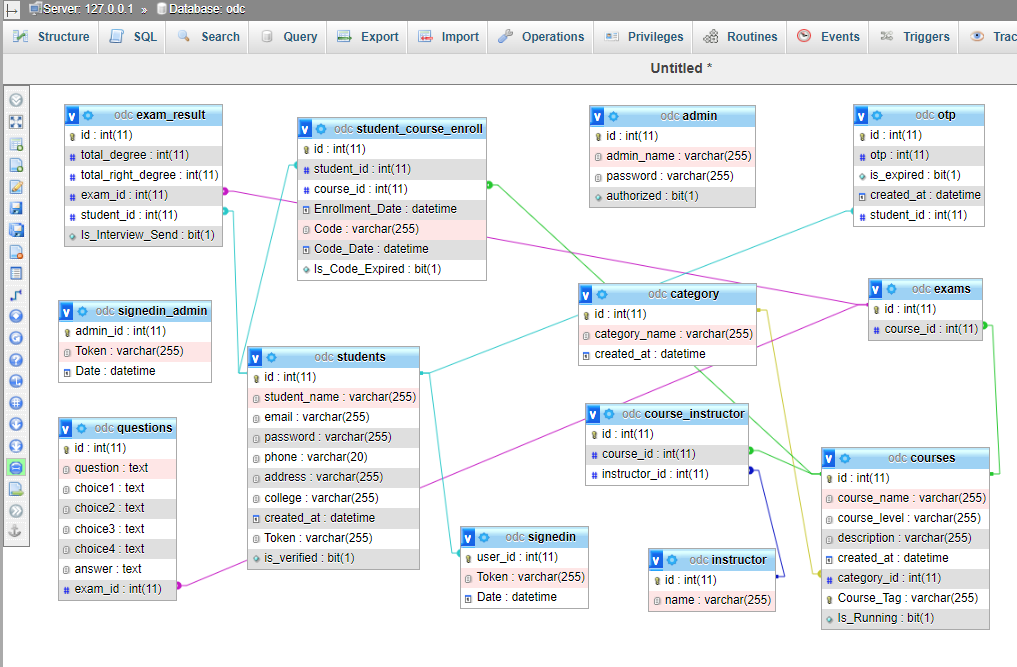 Server: 127.0.0.1 » Database: odc
Structure SQL Search Query Export Import Operations Privileges Routines Events Triggers Trac
Untitled *
v odc exam_result
id : int(11)
total_degree : int(11)
total_right_degree : int(11)
exam_id : int(11)
student_id : int(11)
Is_Interview_Send : bit(1)
v odc student_course_enroll
id : int(11)
student_id : int(11)
course_id : int(11)
Enrollment_Date : datetime
Code : varchar(255)
Code_Date : datetime
Is_Code_Expired : bit(1)
v odc admin
id : int(11)
admin_name : varchar(255)
password : varchar(255)
authorized : bit(1)
v odc otp
id : int(11)
otp : int(11)
is_expired : bit(1)
created_at : datetime
student_id : int(11)
v odc signedin_admin
admin_id : int(11)
Token : varchar(255)
Date : datetime
v odc category
id : int(11)
category_name : varchar(255)
created_at : datetime
v odc exams
id : int(11)
course_id : int(11)
v odc students
id : int(11)
student_name : varchar(255)
email : varchar(255)
password : varchar(255)
phone : varchar(20)
address : varchar(255)
college : varchar(255)
created_at : datetime
Token : varchar(255)
is_verified : bit(1)
v odc questions
id : int(11)
question : text
choice1 : text
choice2 : text
choice3 : text
choice4 : text
answer : text
exam_id : int(11)
v odc course_instructor
id : int(11)
course_id : int(11)
instructor_id : int(11)
v odc courses
id : int(11)
course_name : varchar(255)
course_level : varchar(255)
description : varchar(255)
created_at : datetime
category_id : int(11)
Course_Tag : varchar(255)
Is_Running : bit(1)
v odc signedin
user_id : int(11)
Token : varchar(255)
Date : datetime
v odc instructor
id : int(11)
name : varchar(255)